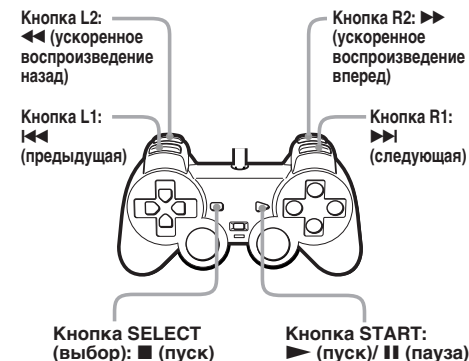 Кнопка L2:
◀◀ (ускоренное
воспроизведение
назад)
Кнопка R2: ▶▶
(ускоренное
воспроизведение
вперед)
Кнопка L1:
I◀◀
(предыдущая)
Кнопка R1:
▶▶I
(следующая)
Кнопка SELECT
(выбор): ■ (пуск)
Кнопка START:
▶ (пуск)/ II (пауза)